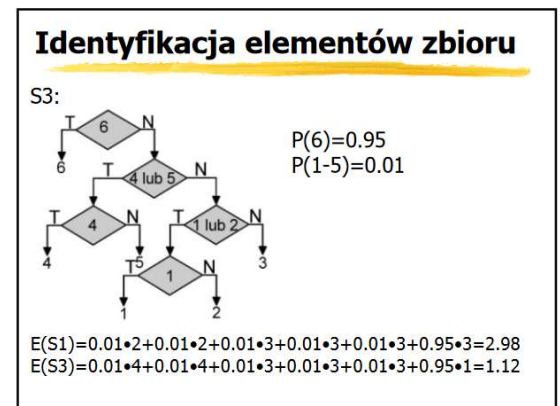 Identyfikacja elementów zbioru
S3:
T 6 N
P(6)=0.95
P(1-5)=0.01
6 T 4 lub 5 N
T 4 N T 1 lub 2 N
4 T5 1 N 3
1 2
E(S1)=0.01•2+0.01•2+0.01•3+0.01•3+0.01•3+0.95•3=2.98
E(S3)=0.01•4+0.01•4+0.01•3+0.01•3+0.01•3+0.95•1=1.12